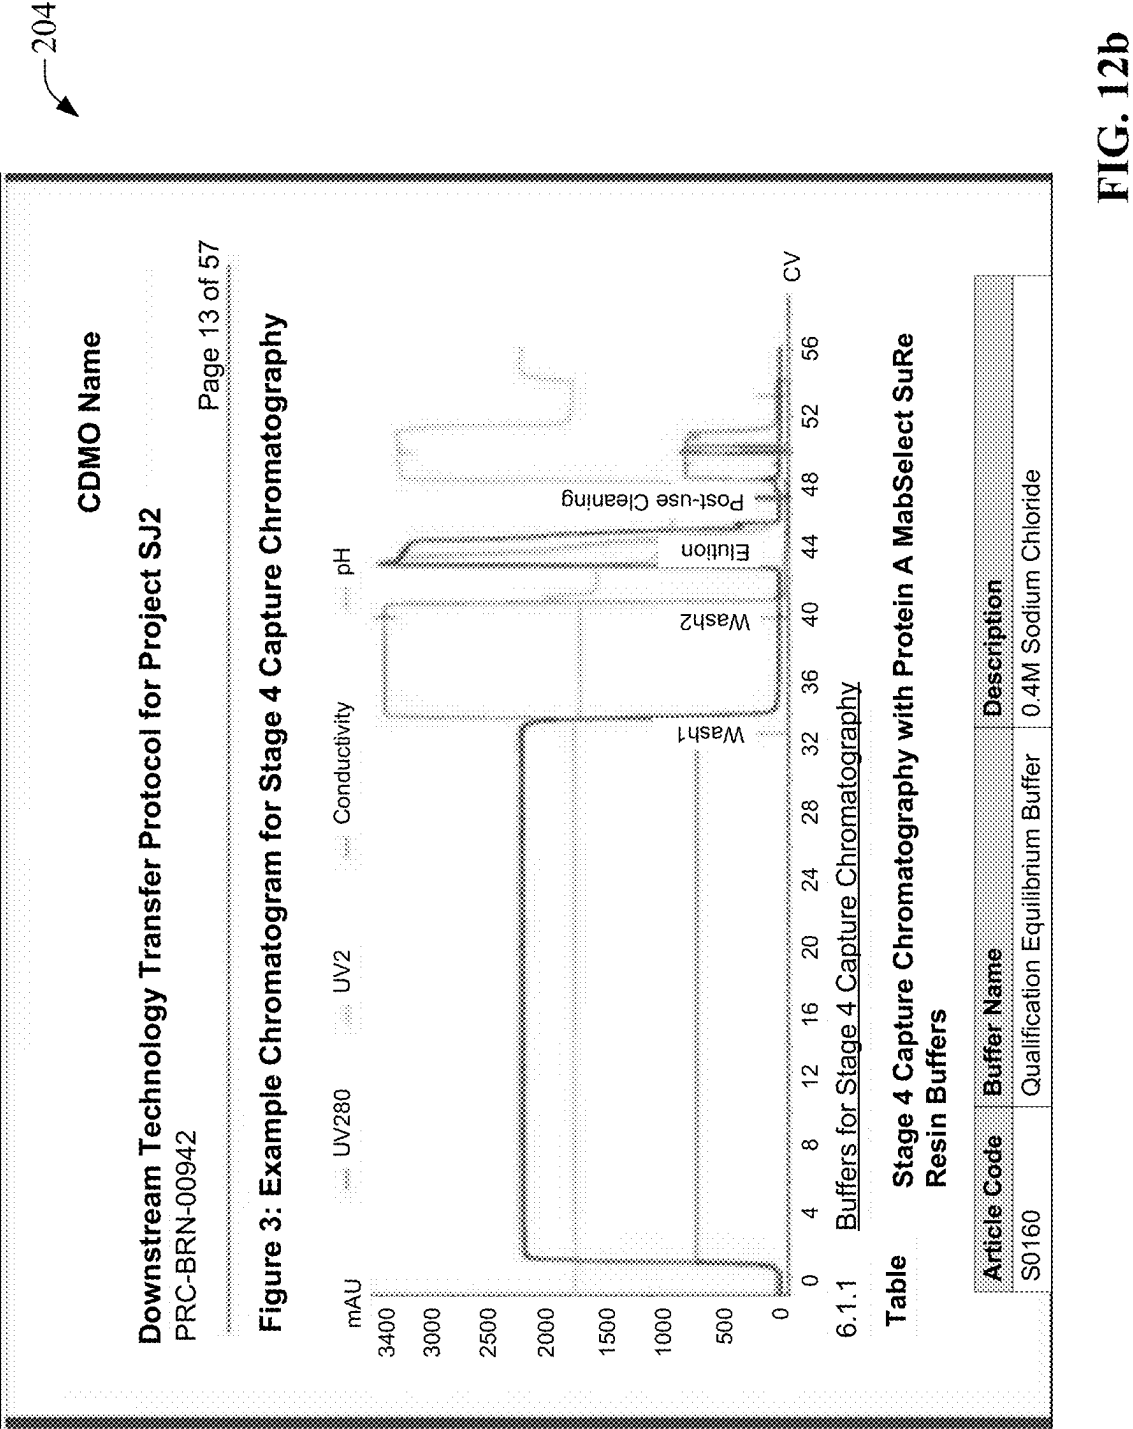 204
CDMO Name
Downstream Technology Transfer Protocol for Project SJ2
PRC-BRN-00942
Page 13 of 57
Figure 3: Example Chromatogram for Stage 4 Capture Chromatography
UV280 UV2 Conductivity pH
mAU
3400
3000
2500
2000
1500
1000
500
0
Wash1
Wash2
Elution
Post-use Cleaning
0 4 8 12 16 20 24 28 32 36 40 44 48 52 56
CV
6.1.1 Buffers for Stage 4 Capture Chromatography
Table Stage 4 Capture Chromatography with Protein A MabSelect SuRe
Resin Buffers
Article Code Buffer Name Description
S0160 Qualification Equilibrium Buffer 0.4M Sodium Chloride
FIG. 12b